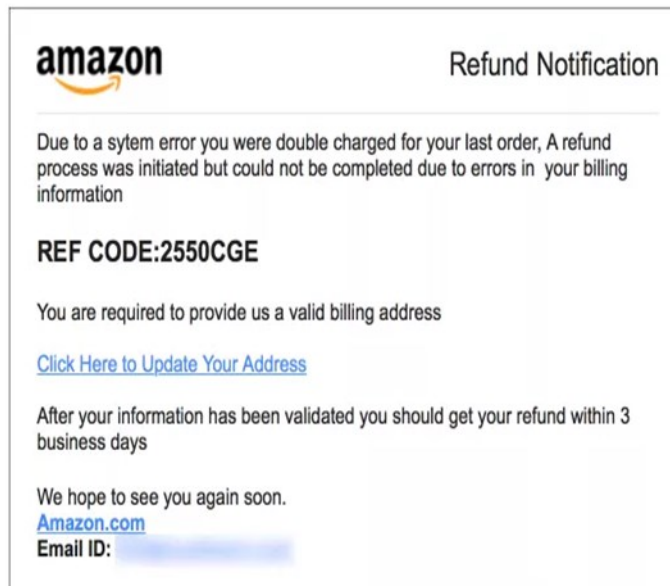 amazon
Refund Notification
Due to a sytem error you were double charged for your last order, A refund
process was initiated but could not be completed due to errors in your billing
information
REF CODE:2550CGE
You are required to provide us a valid billing address
Click Here to Update Your Address
After your information has been validated you should get your refund within 3
business days
We hope to see you again soon.
Amazon.com
Email ID: